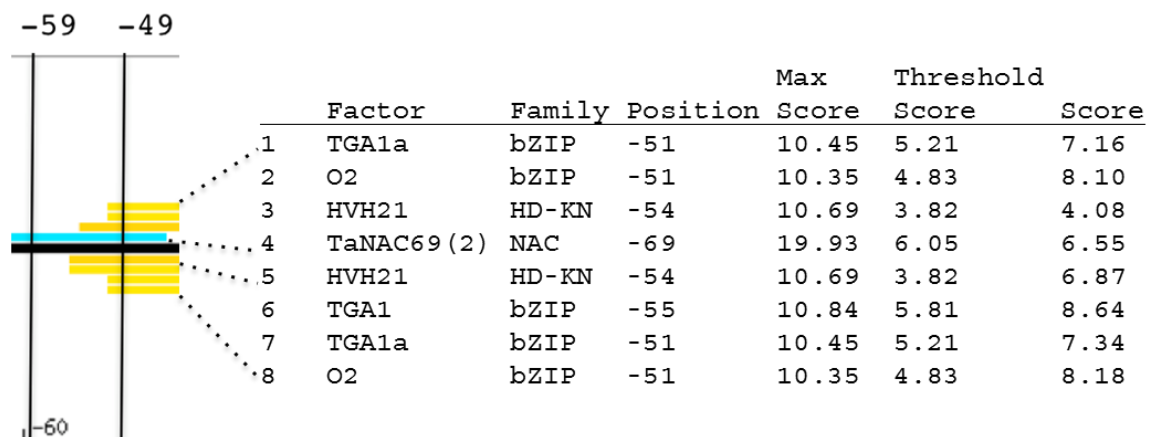 -59 -49
Max Threshold
Factor Family Position Score Score Score
1 TGA1a bZIP -51 10.45 5.21 7.16
2 O2 bZIP -51 10.35 4.83 8.10
3 HVH21 HD-KN -54 10.69 3.82 4.08
4 TaNAC69(2) NAC -69 19.93 6.05 6.55
5 HVH21 HD-KN -54 10.69 3.82 6.87
6 TGA1 bZIP -55 10.84 5.81 8.64
7 TGA1a bZIP -51 10.45 5.21 7.34
8 O2 bZIP -51 10.35 4.83 8.18
-60